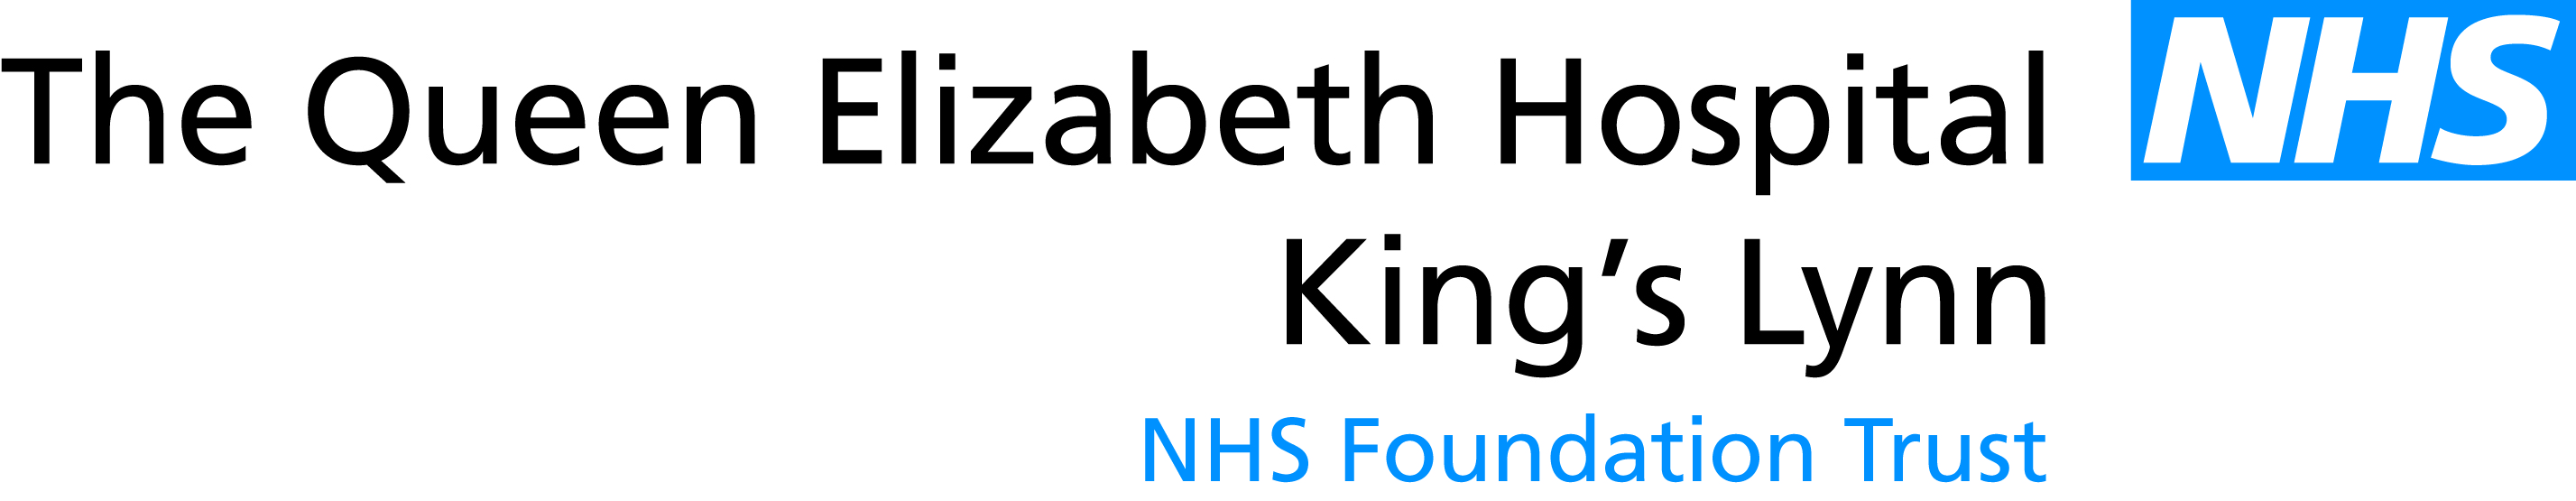 The Queen Elizabeth Hospital NHS
King’s Lynn
NHS Foundation Trust